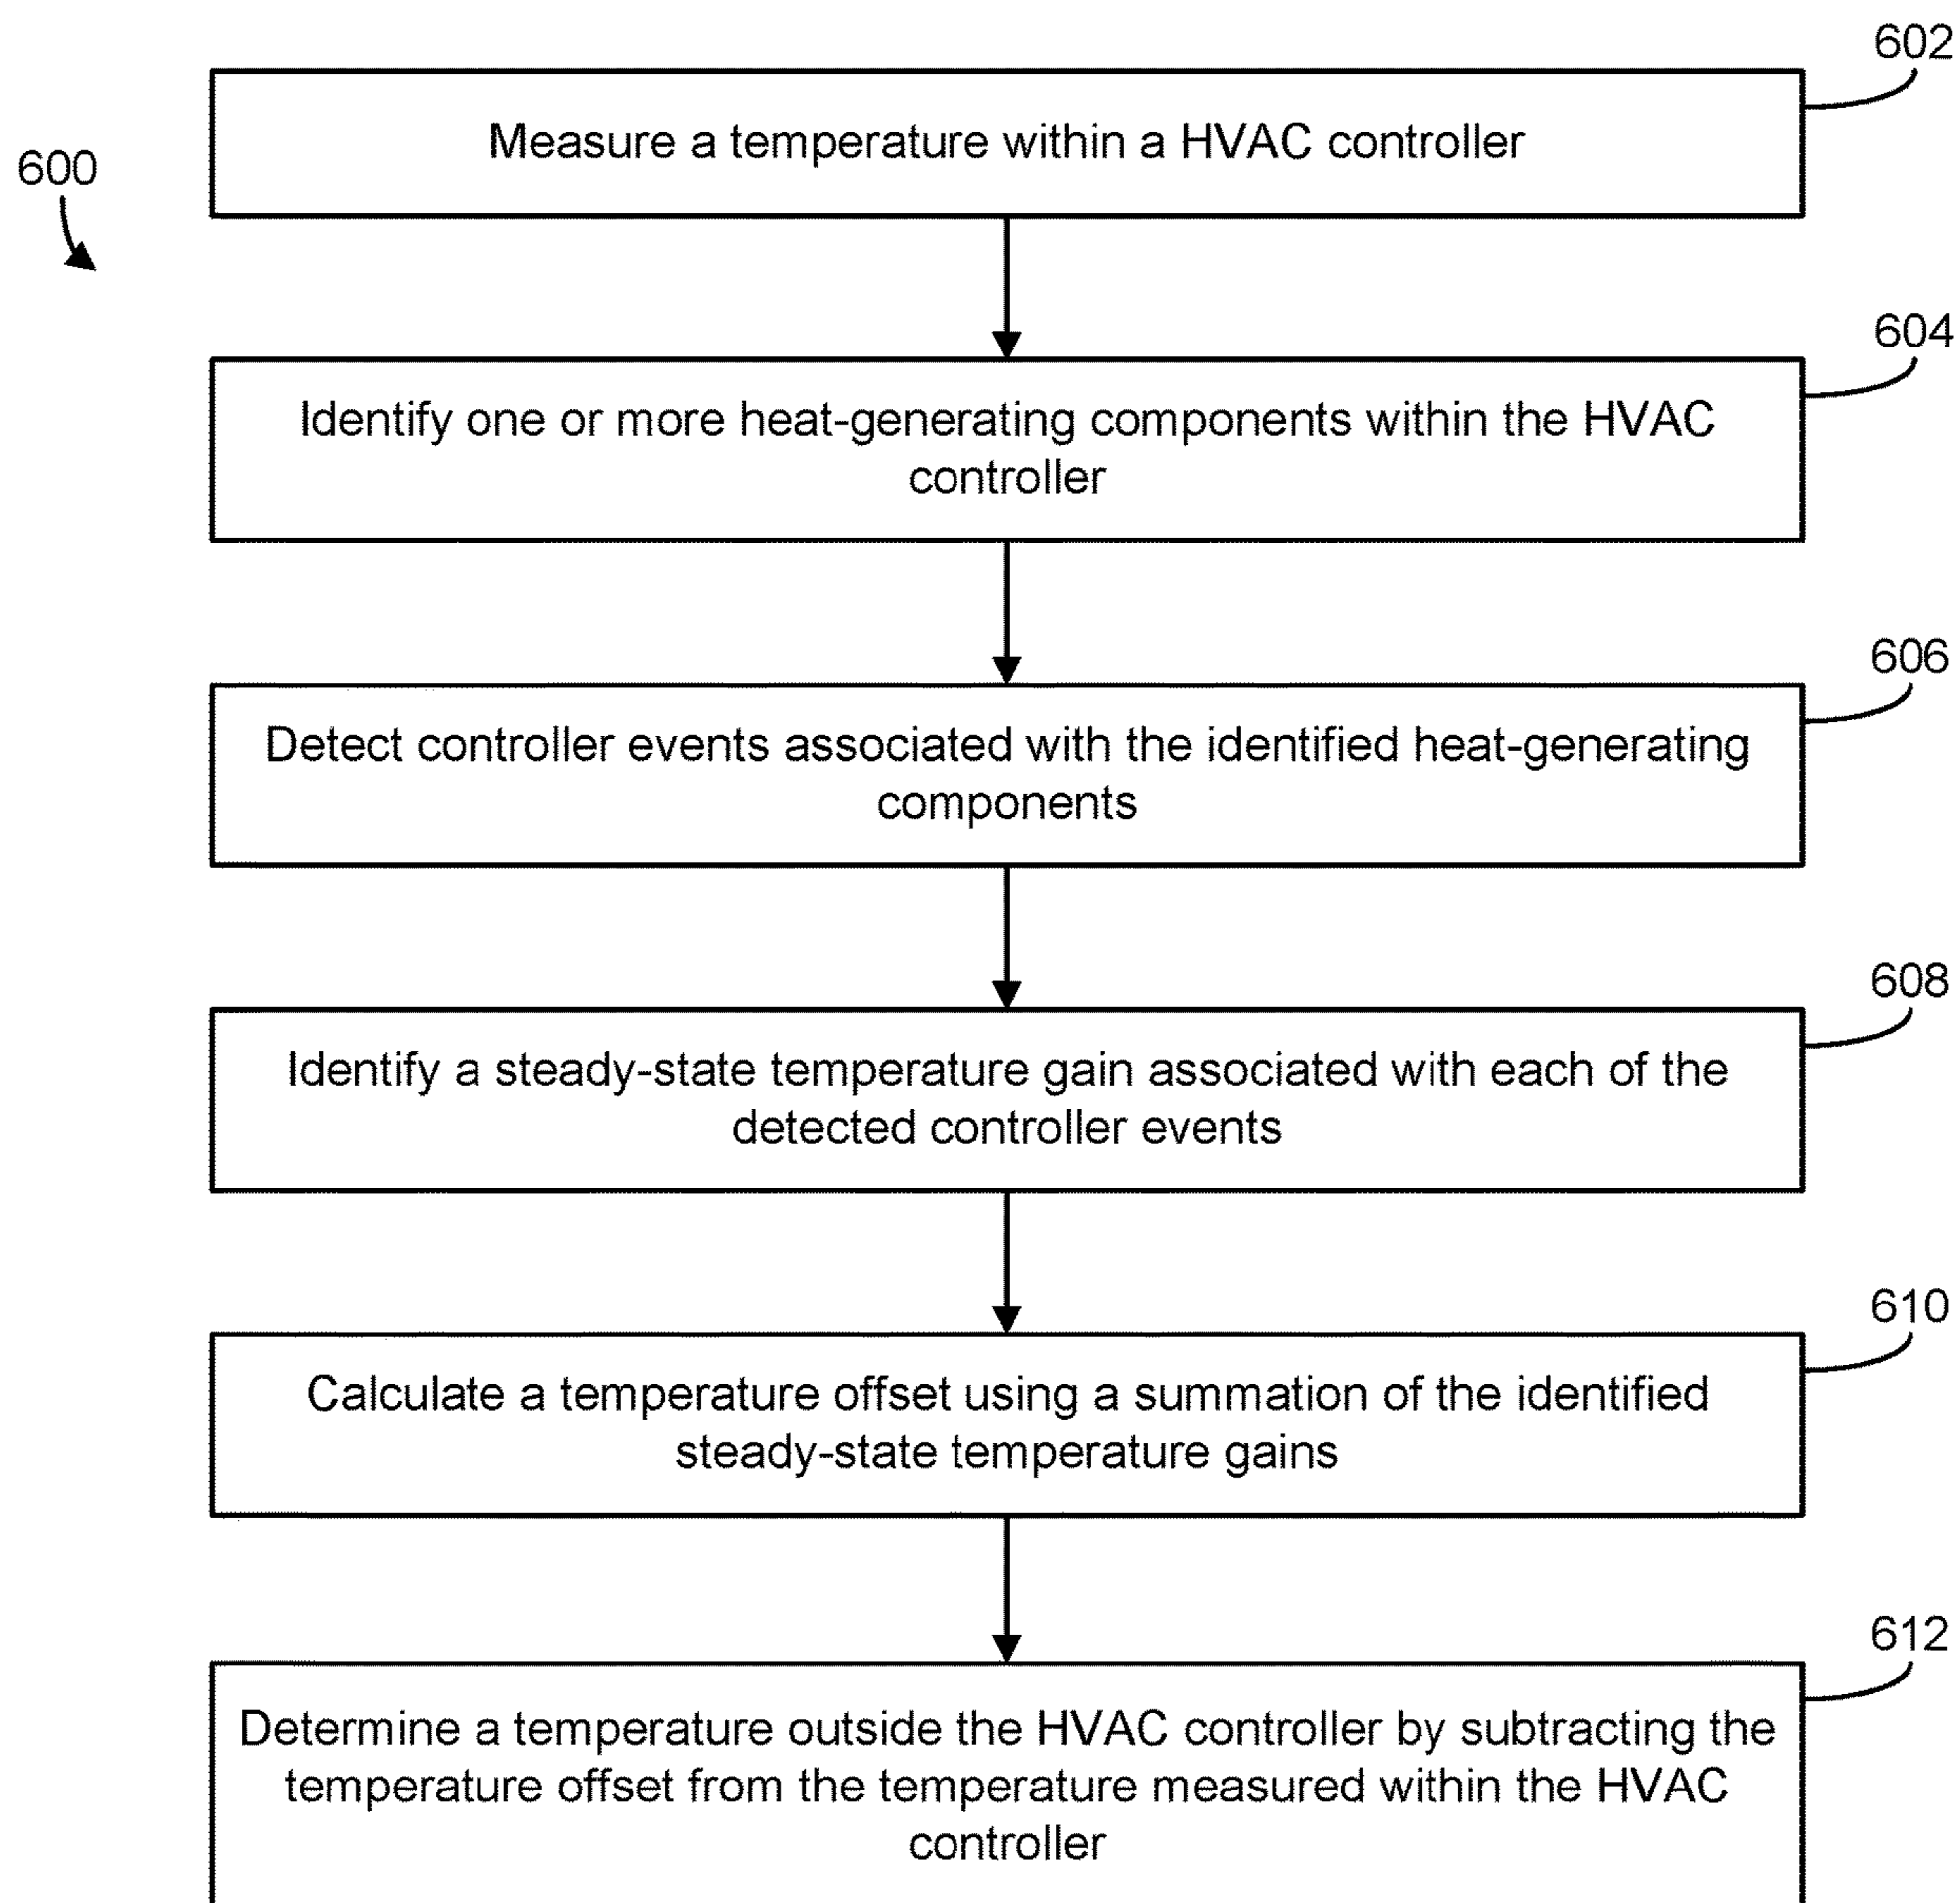 602
Measure a temperature within a HVAC controller
600
604
Identify one or more heat-generating components within the HVAC
controller
606
Detect controller events associated with the identified heat-generating
components
608
Identify a steady-state temperature gain associated with each of the
detected controller events
610
Calculate a temperature offset using a summation of the identified
steady-state temperature gains
612
Determine a temperature outside the HVAC controller by subtracting the
temperature offset from the temperature measured within the HVAC
controller